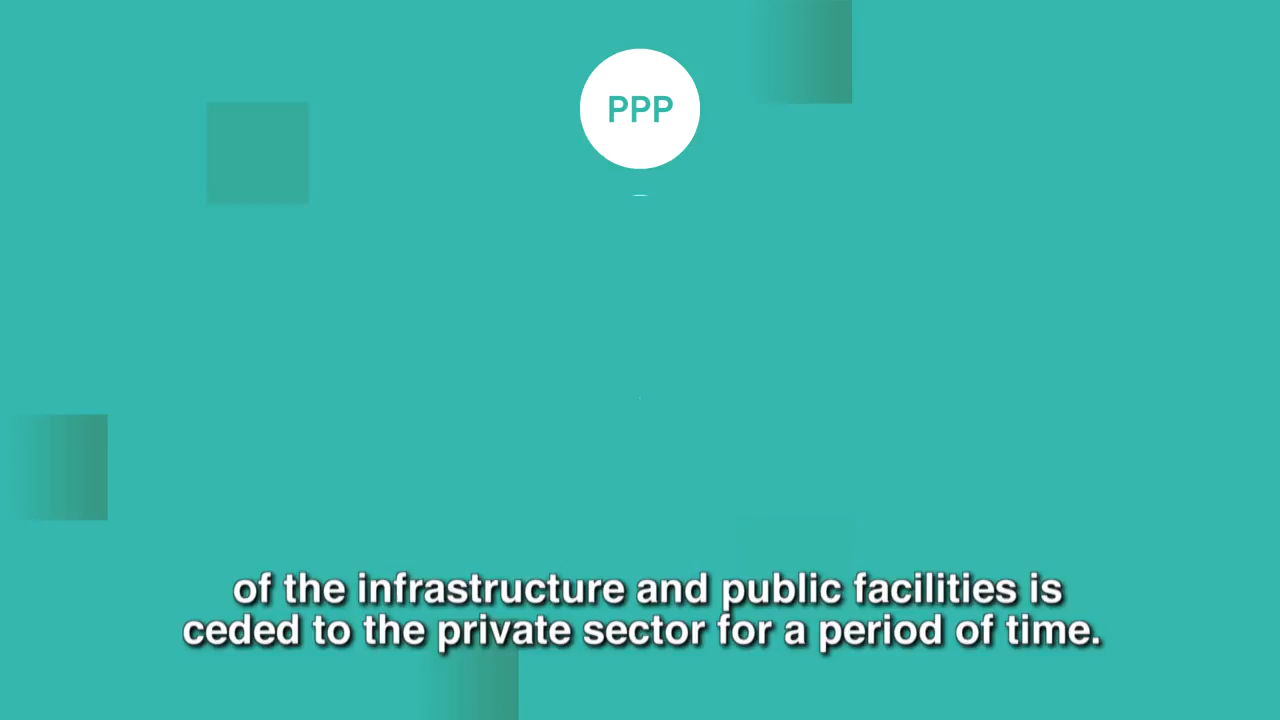 PPP
of the infrastructure and public facilities is
ceded to the private sector for a period of time.